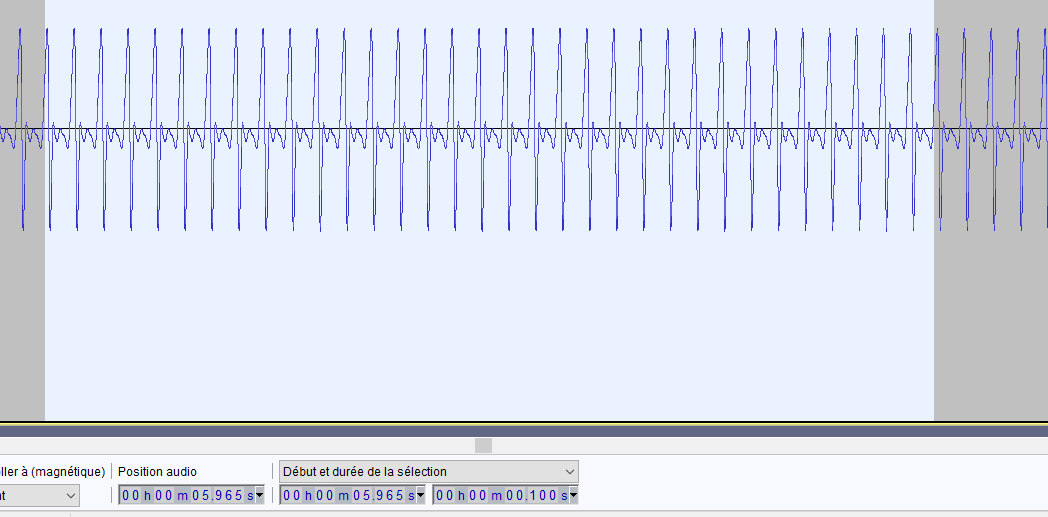 ller à (magnétique) Position audio Début et durée de la sélection
nt 00 h 00 m 05.965 s 00 h 00 m 05.965 s 00 h 00 m 00.100 s